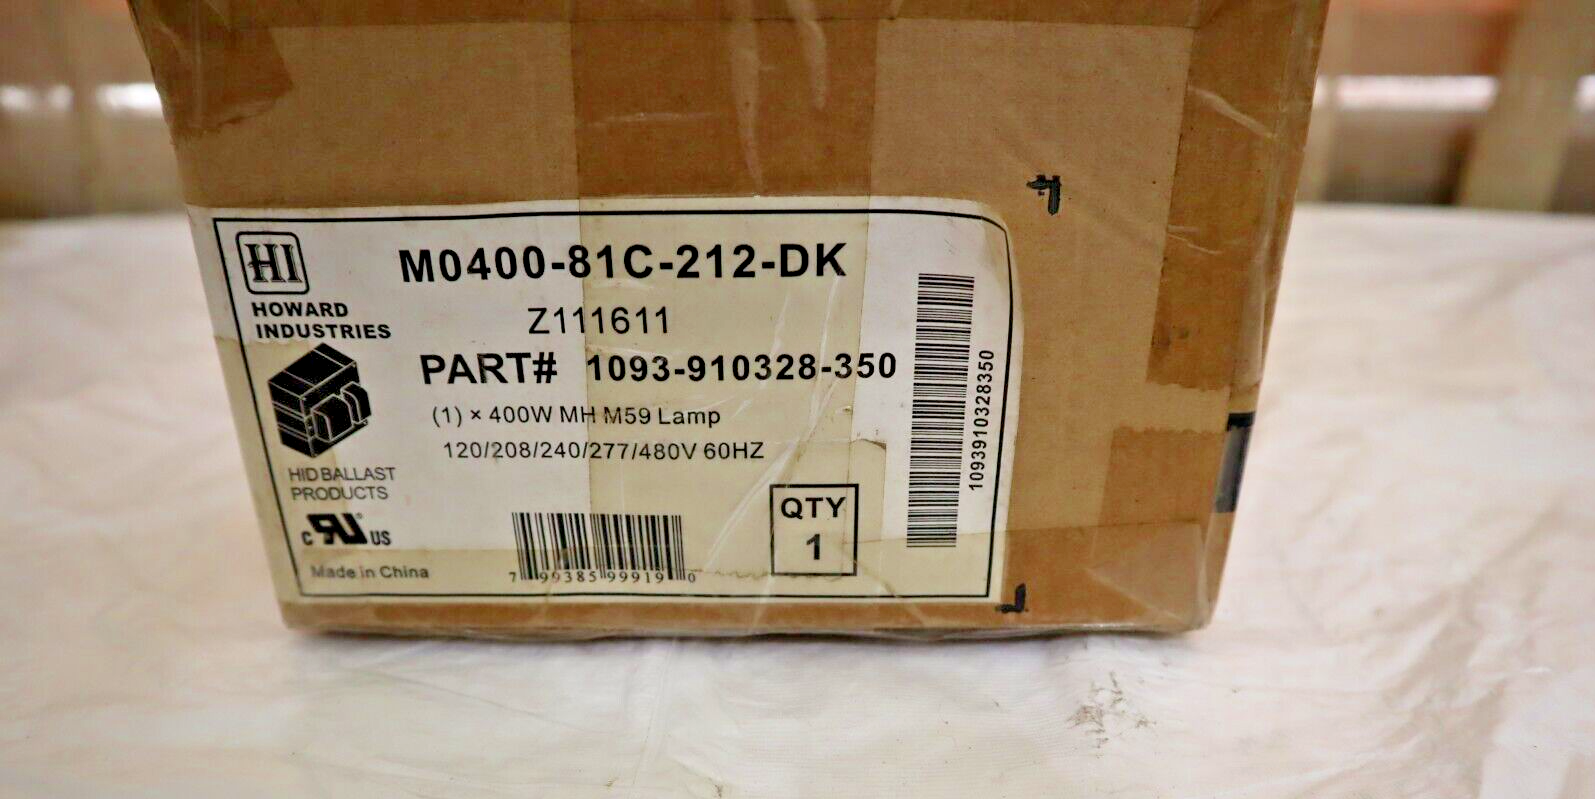 HI
HOWARD
INDUSTRIES
M0400-81C-212-DK
Z111611
PART# 1093-910328-350
(1) × 400W MH M59 Lamp
120/208/240/277/480V 60HZ
HID BALLAST
PRODUCTS
c RU US
Made in China
7 99385 99919 0
QTY
1
1093910328350